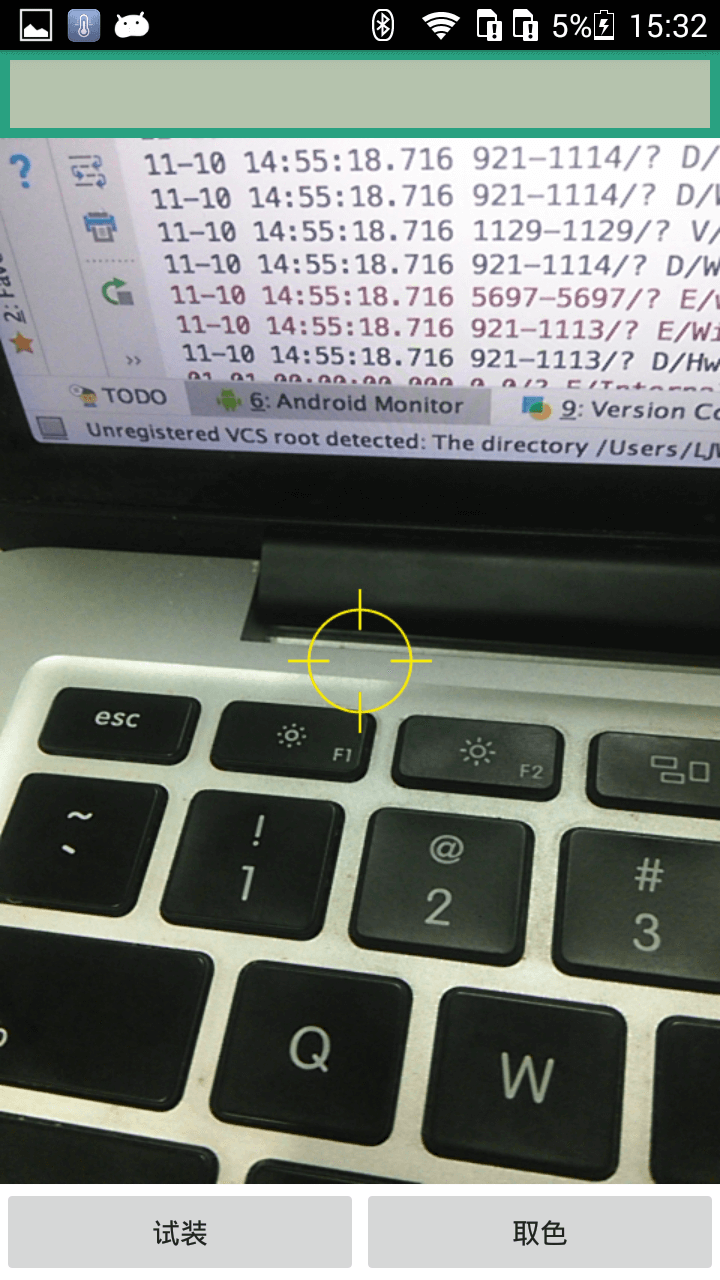 5% 15:32
11-10 14:55:18.716 921-1114/? D/
11-10 14:55:18.716 921-1114/? D/
11-10 14:55:18.716 1129-1129/? V/
11-10 14:55:18.716 921-1114/? D/W
11-10 14:55:18.716 5697-5697/? E/
11-10 14:55:18.716 921-1113/? E/Wi
11-10 14:55:18.716 921-1113/? D/Hw
2: Fav
TODO 6: Android Monitor 9: Version Co
Unregistered VCS root detected: The directory /Users/LJW
esc F1 F2
~ ! @ #
` 1 2 3
Q W
试装 取色